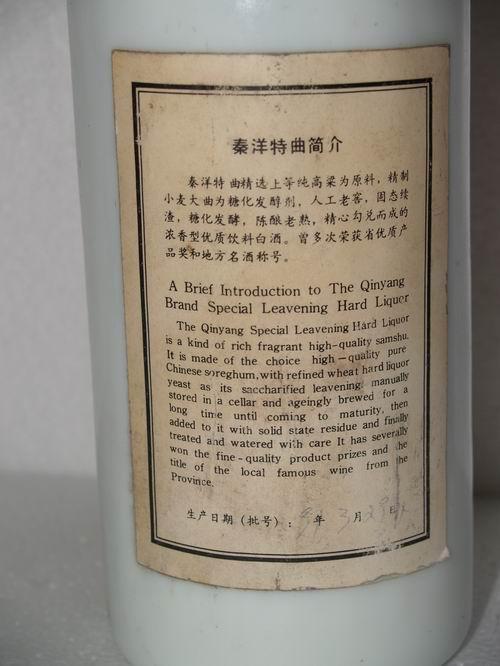 秦洋特曲简介
秦洋特曲精选上等纯高粱为原料，精制
小麦大曲为糖化发酵剂，人工老窖，固态续
渣，糖化发酵，陈酿老熟，精心勾兑而成的
浓香型优质饮料白酒。曾多次荣获省优质产
品奖和地方名酒称号。
A Brief Introduction to The Qinyang
Brand Special Leavening Hard Liquor
The Qinyang Special Leavening Hard Liquor
is a kind of rich fragrant high-quality samshu.
It is made of the choice high-quality pure
Chinese soreghum, with refined wheat hard liquor
yeast as its saccharified leavening, manually
stored in a cellar and ageingly brewed for a
long time until coming to maturity, then
added to it with solid state residue and finally
treated and watered with care It has severally
won the fine-quality product prizes and the
title of the local famous wine from the
Province.
生产日期（批号）：年 3月 日